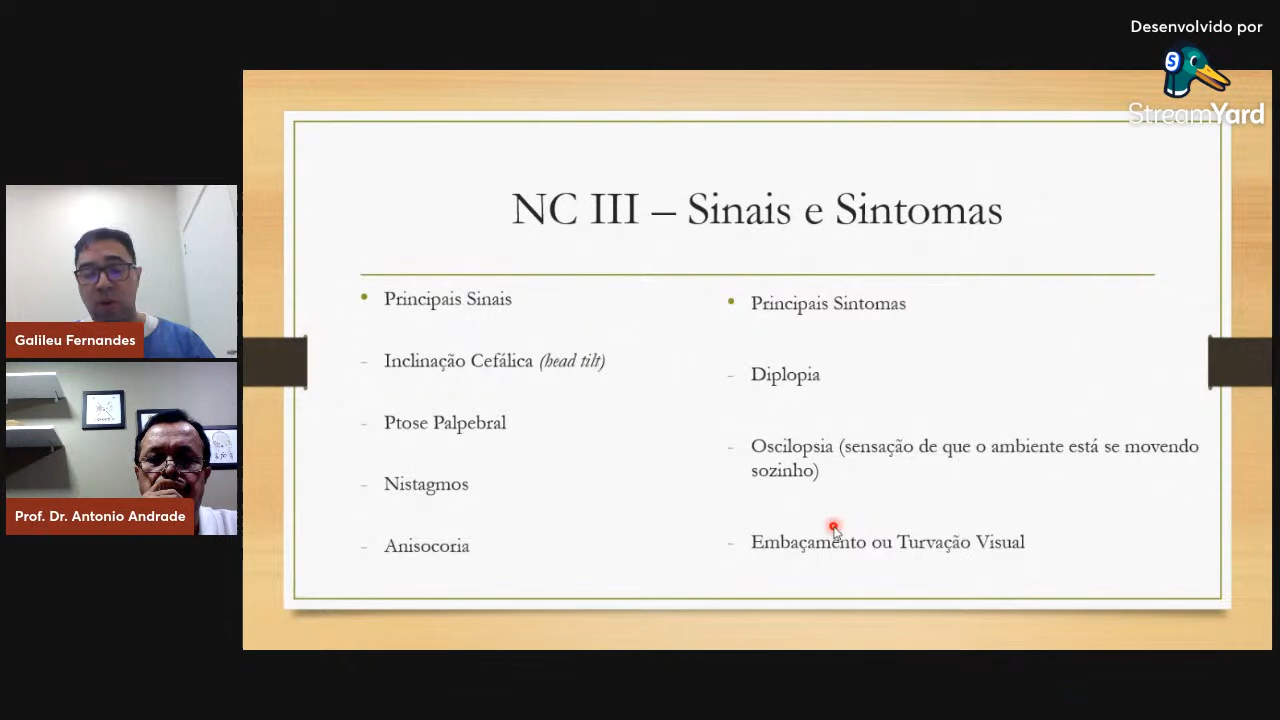 Desenvolvido por
StreamYard
NC III – Sinais e Sintomas
• Principais Sinais
- Inclinação Cefálica (head tilt)
- Ptose Palpebral
- Nistagmos
- Anisocoria
• Principais Sintomas
- Diplopia
- Oscilopsia (sensação de que o ambiente está se movendo
sozinho)
- Embaçamento ou Turvação Visual
Galileu Fernandes
Prof. Dr. Antonio Andrade